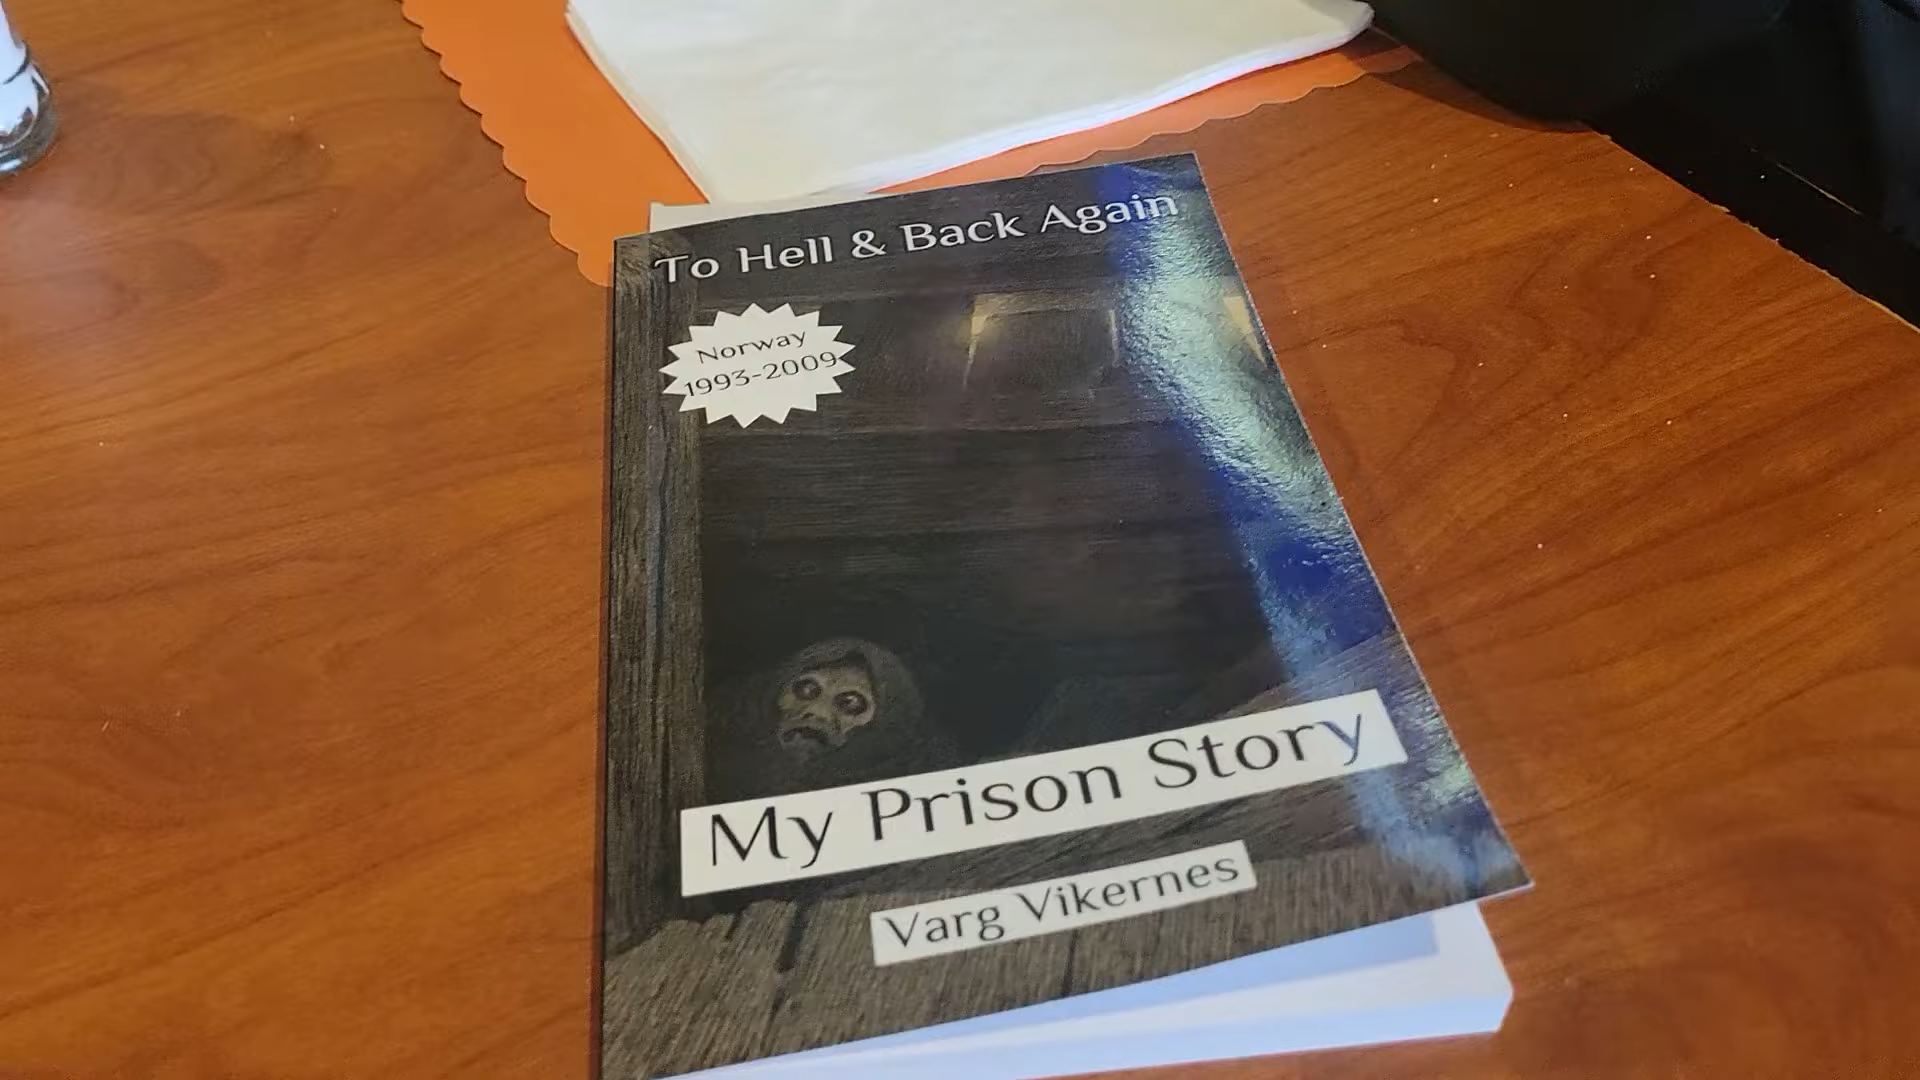 To Hell & Back Again
Norway
1993-2009
My Prison Story
Varg Vikernes